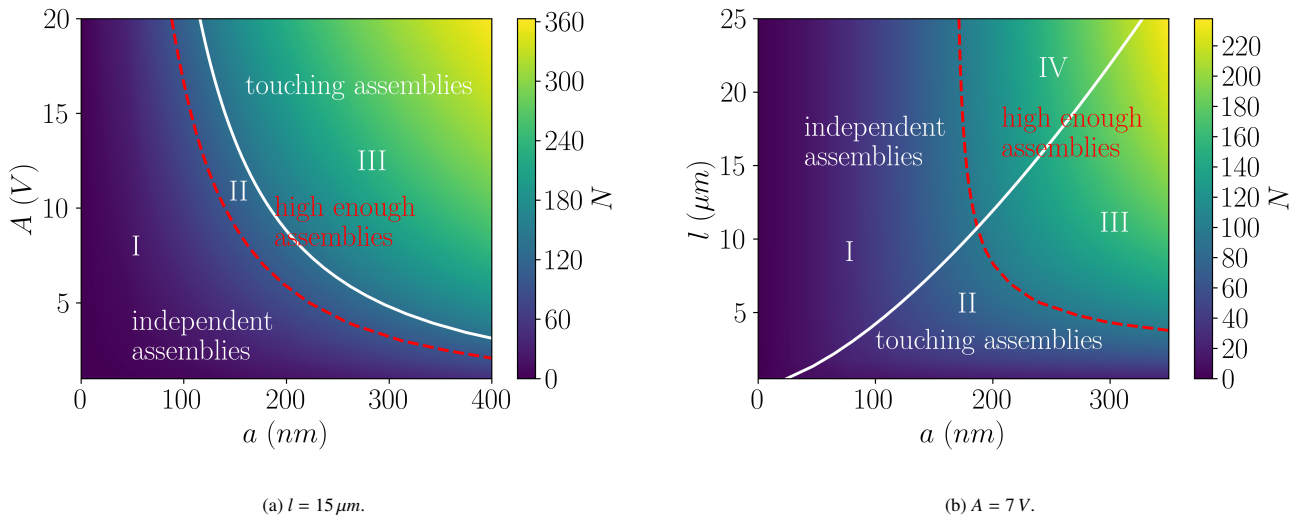 20
15
10
5
0
100
200
300
400
A (V)
a (nm)
touching assemblies
III
II
high enough
assemblies
I
independent
assemblies
360
300
240
180
120
60
0
N
(a) l = 15 µm.
25
20
15
10
5
0
100
200
300
l (µm)
a (nm)
IV
independent
assemblies
high enough
assemblies
III
I
II
touching assemblies
220
200
180
160
140
120
100
80
60
40
20
0
N
(b) A = 7 V.